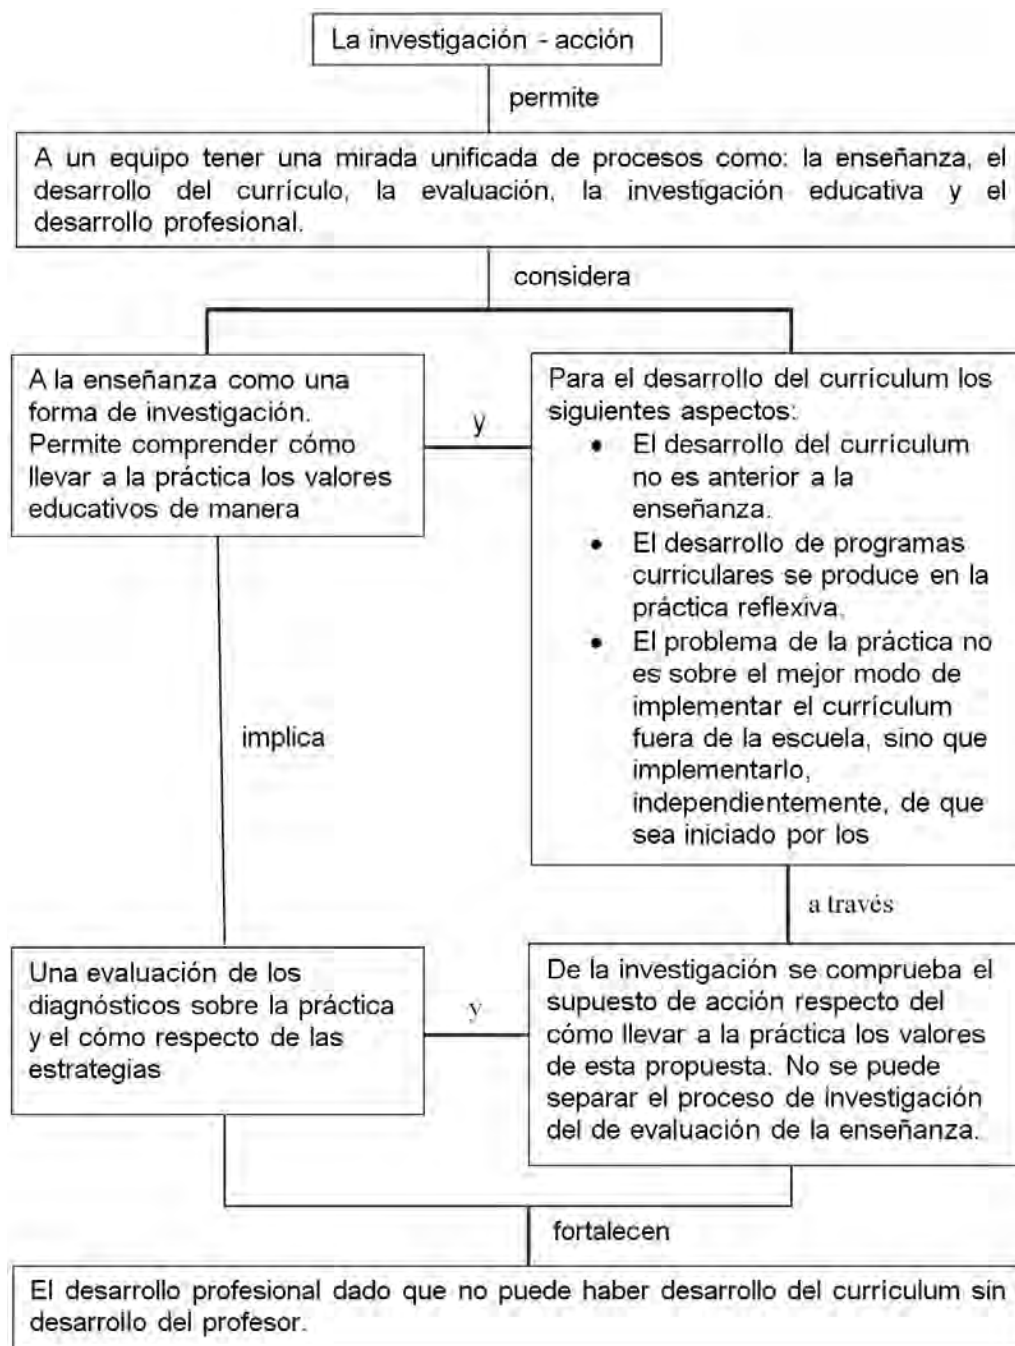 La investigación - acción
permite
A un equipo tener una mirada unificada de procesos como: la enseñanza, el
desarrollo del currículo, la evaluación, la investigación educativa y el
desarrollo profesional.
considera
A la enseñanza como una
forma de investigación.
Permite comprender cómo
llevar a la práctica los valores
educativos de manera
y
Para el desarrollo del currículum los
siguientes aspectos:
• El desarrollo del currículum
no es anterior a la
enseñanza.
• El desarrollo de programas
curriculares se produce en la
práctica reflexiva.
• El problema de la práctica no
es sobre el mejor modo de
implementar el currículum
fuera de la escuela, sino que
implementarlo,
independientemente, de que
sea iniciado por los
implica
a través
Una evaluación de los
diagnósticos sobre la práctica
y el cómo respecto de las
estrategias
y
De la investigación se comprueba el
supuesto de acción respecto del
cómo llevar a la práctica los valores
de esta propuesta. No se puede
separar el proceso de investigación
del de evaluación de la enseñanza.
fortalecen
El desarrollo profesional dado que no puede haber desarrollo del currículum sin
desarrollo del profesor.